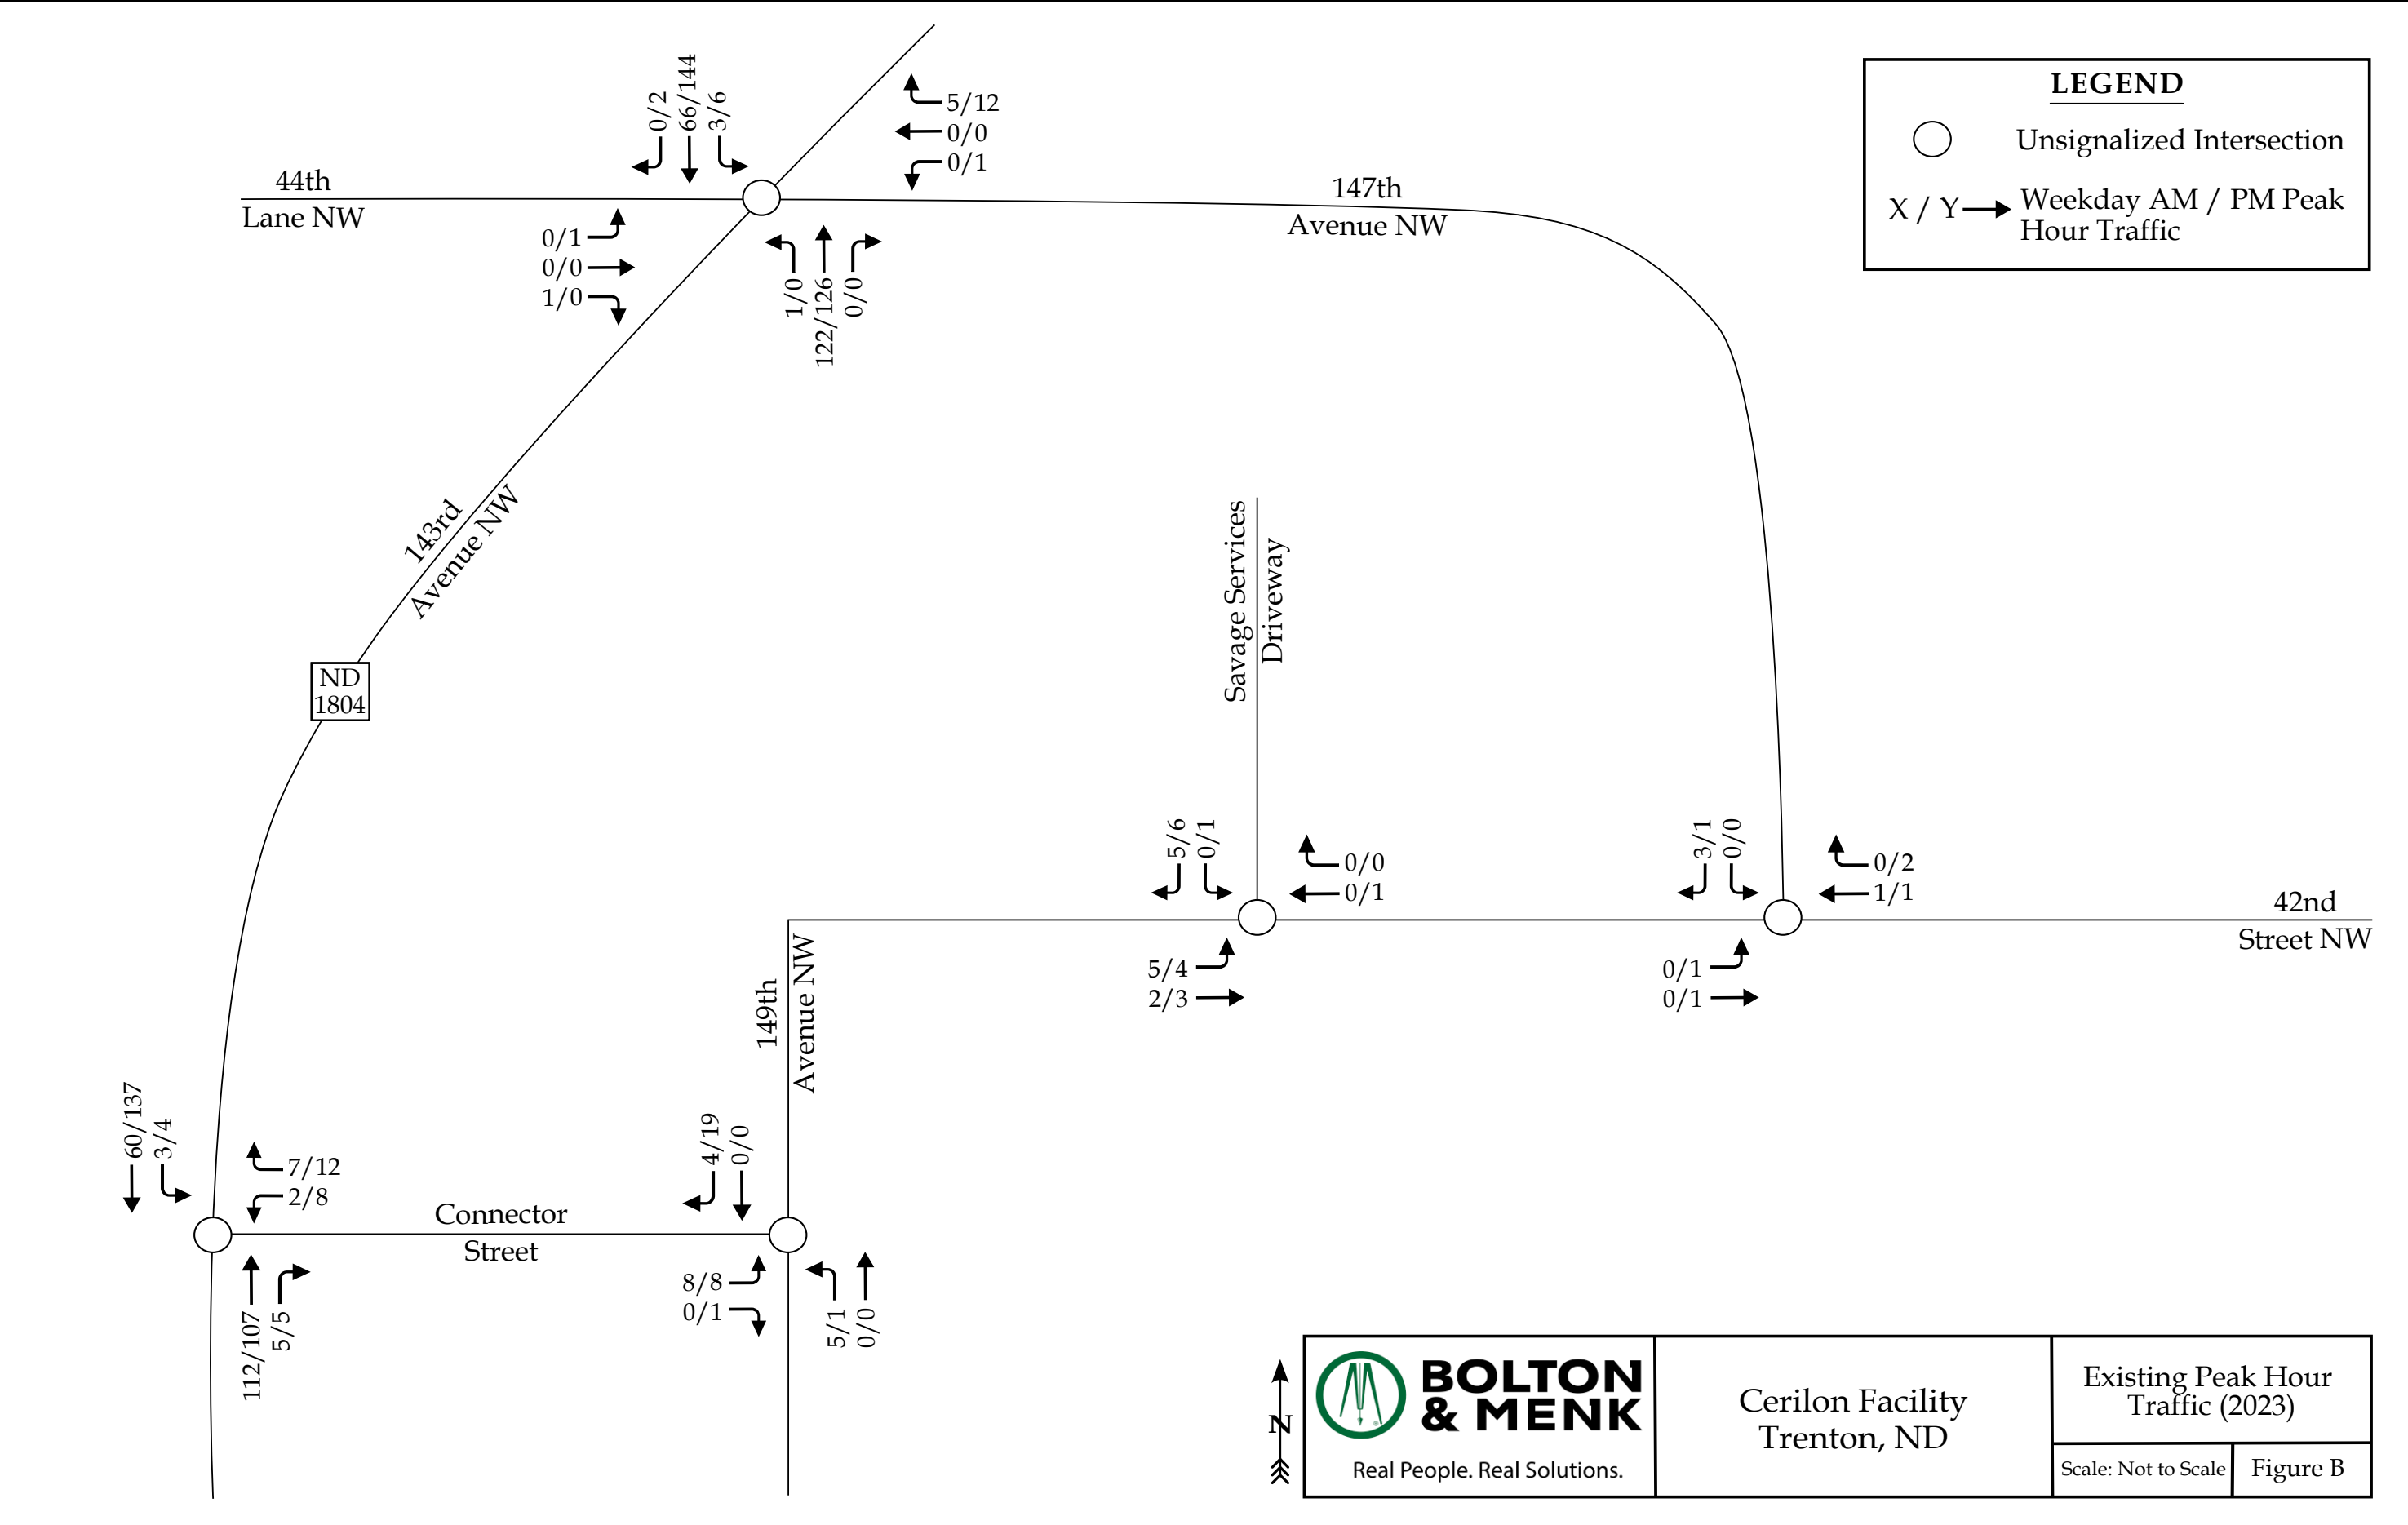 0/2
66/144
3/6
5/12
0/0
0/1
44th
Lane NW
0/1
0/0
1/0
1/0
122/126
0/0
147th
Avenue NW
LEGEND
Unsignalized Intersection
X / Y
Weekday AM / PM Peak
Hour Traffic
143rd
Avenue NW
ND
1804
Savage Services
Driveway
5/6
0/1
0/0
0/1
5/4
2/3
3/1
0/0
0/2
1/1
0/1
0/1
42nd
Street NW
149th
Avenue NW
60/137
3/4
7/12
2/8
112/107
5/5
Connector
Street
4/19
0/0
8/8
0/1
5/1
0/0
N
BOLTON
& MENK
®
Real People. Real Solutions.
Cerilon Facility
Trenton, ND
Existing Peak Hour
Traffic (2023)
Scale: Not to Scale
Figure B